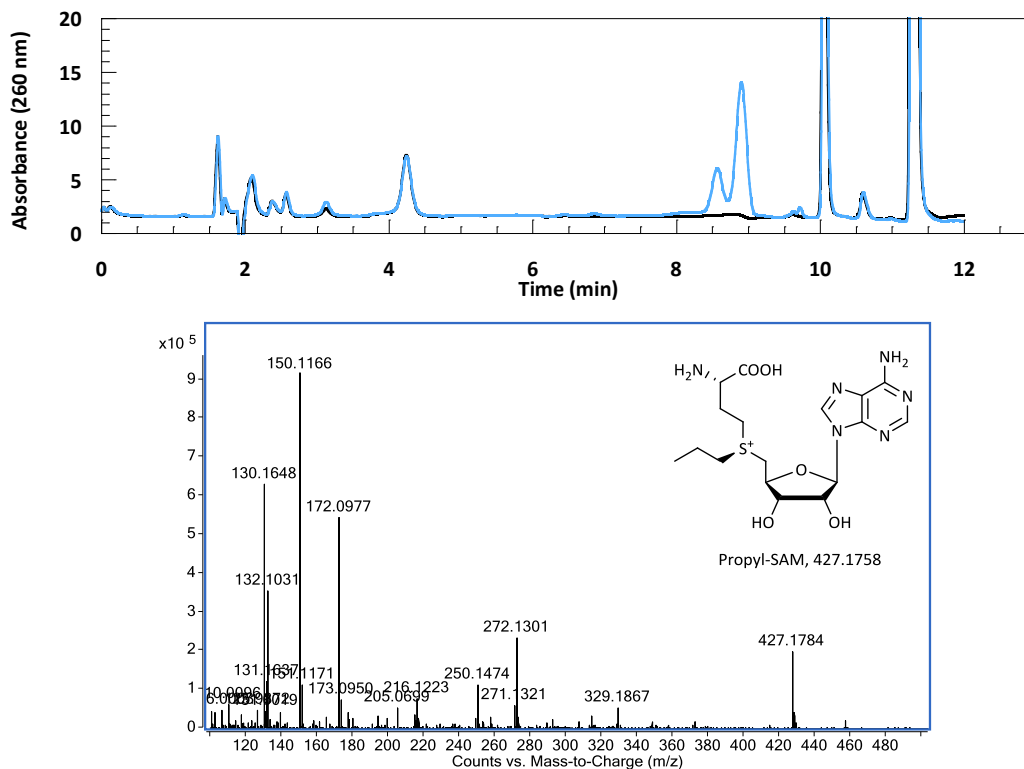 20
15
10
5
0
Absorbance (260 nm)
0 2 4 6 8 10 12
Time (min)
x10 5
9
8
7
6
5
4
3
2
1
0
150.1166
130.1648
172.0977
132.1031
272.1301
427.1784
151.1171
250.1474
216.1223
173.0950
205.0699
271.1321
329.1867
120 140 160 180 200 220 240 260 280 300 320 340 360 380 400 420 440 460 480
Counts vs. Mass-to-Charge (m/z)
NH2
H2N
COOH
N
N
N
N
S+
O
HO
OH
Propyl-SAM, 427.1758